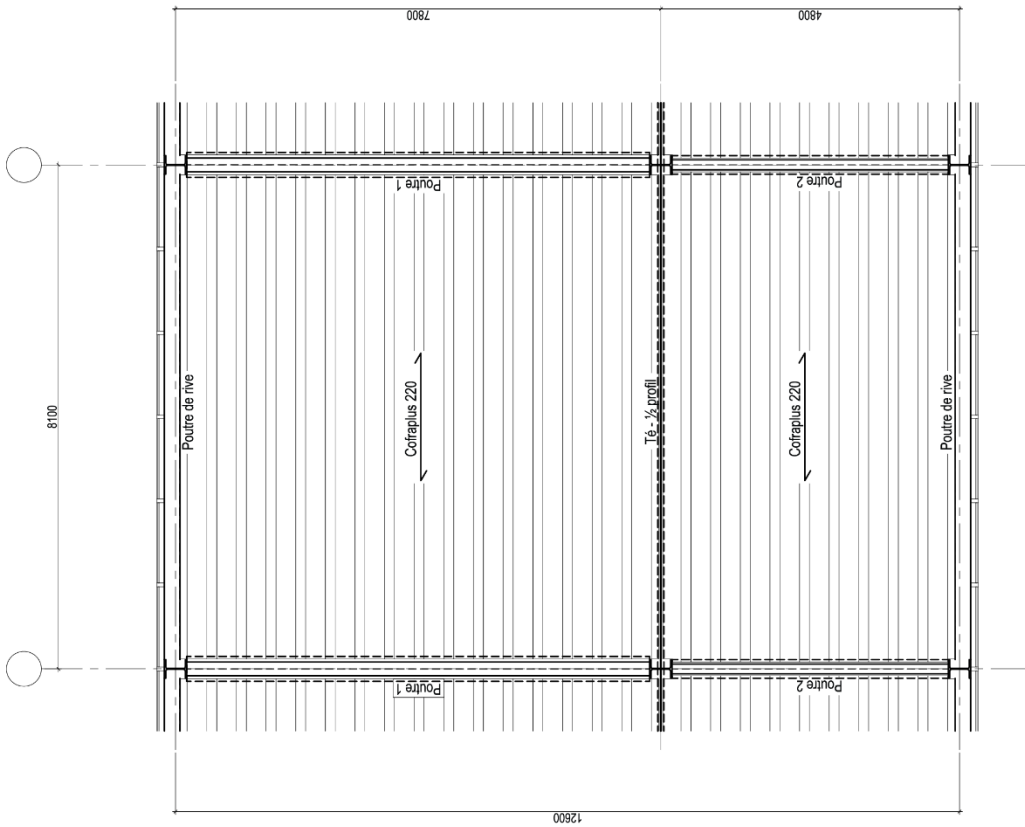 7800
4800
Poutre 1
Poutre 2
8100
Poutre de rive
Cofraplus 220
Té - ½ profil
Cofraplus 220
Poutre de rive
Poutre 1
Poutre 2
12600